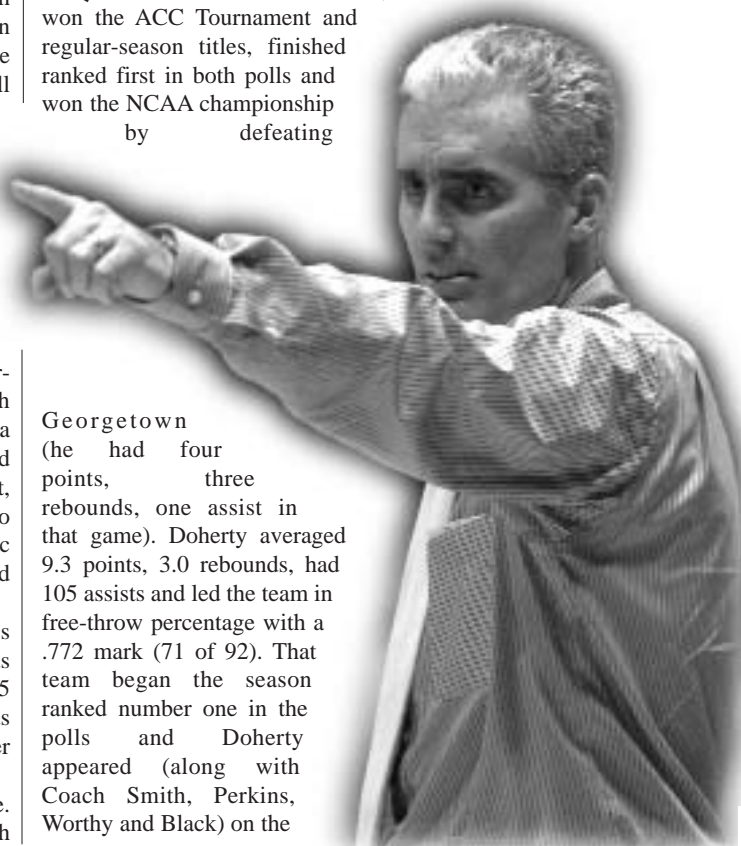 won the ACC Tournament and
regular-season titles, finished
ranked first in both polls and
won the NCAA championship
by defeating
Georgetown
(he had four
points, three
rebounds, one assist in
that game). Doherty averaged
9.3 points, 3.0 rebounds, had
105 assists and led the team in
free-throw percentage with a
.772 mark (71 of 92). That
team began the season
ranked number one in the
polls and Doherty
appeared (along with
Coach Smith, Perkins,
Worthy and Black) on the